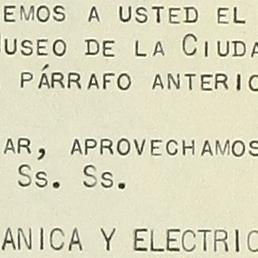 EMOS A USTED EL
USEO DE LA CIUDA
PÁRRAFO ANTERIO
AR, APROVECHAMOS
SS. SS.
ANICA Y ELECTRIC